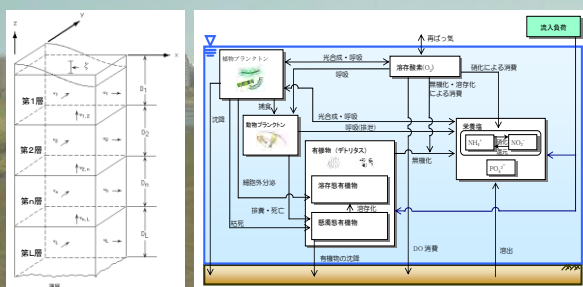 z
y
x
ζ
第1層
第2層
第n層
第L層
D1
D2
Dn
DL
海底
流入負荷
再ばっ気
植物プランクトン
光合成・呼吸
呼吸
溶存酸素(O2)
硝化による消費
無機化・溶存化
による消費
沈降
捕食
光合成・呼吸
呼吸(排泄)
動物プランクトン
栄養塩
NH4+
硝化
NO3-
還元
PO4
有機物(デトリタス)
無機化
細胞外分泌
溶存態有機物
溶存化
排糞・死亡
懸濁態有機物
枯死
有機物の沈降
DO 消費
溶出